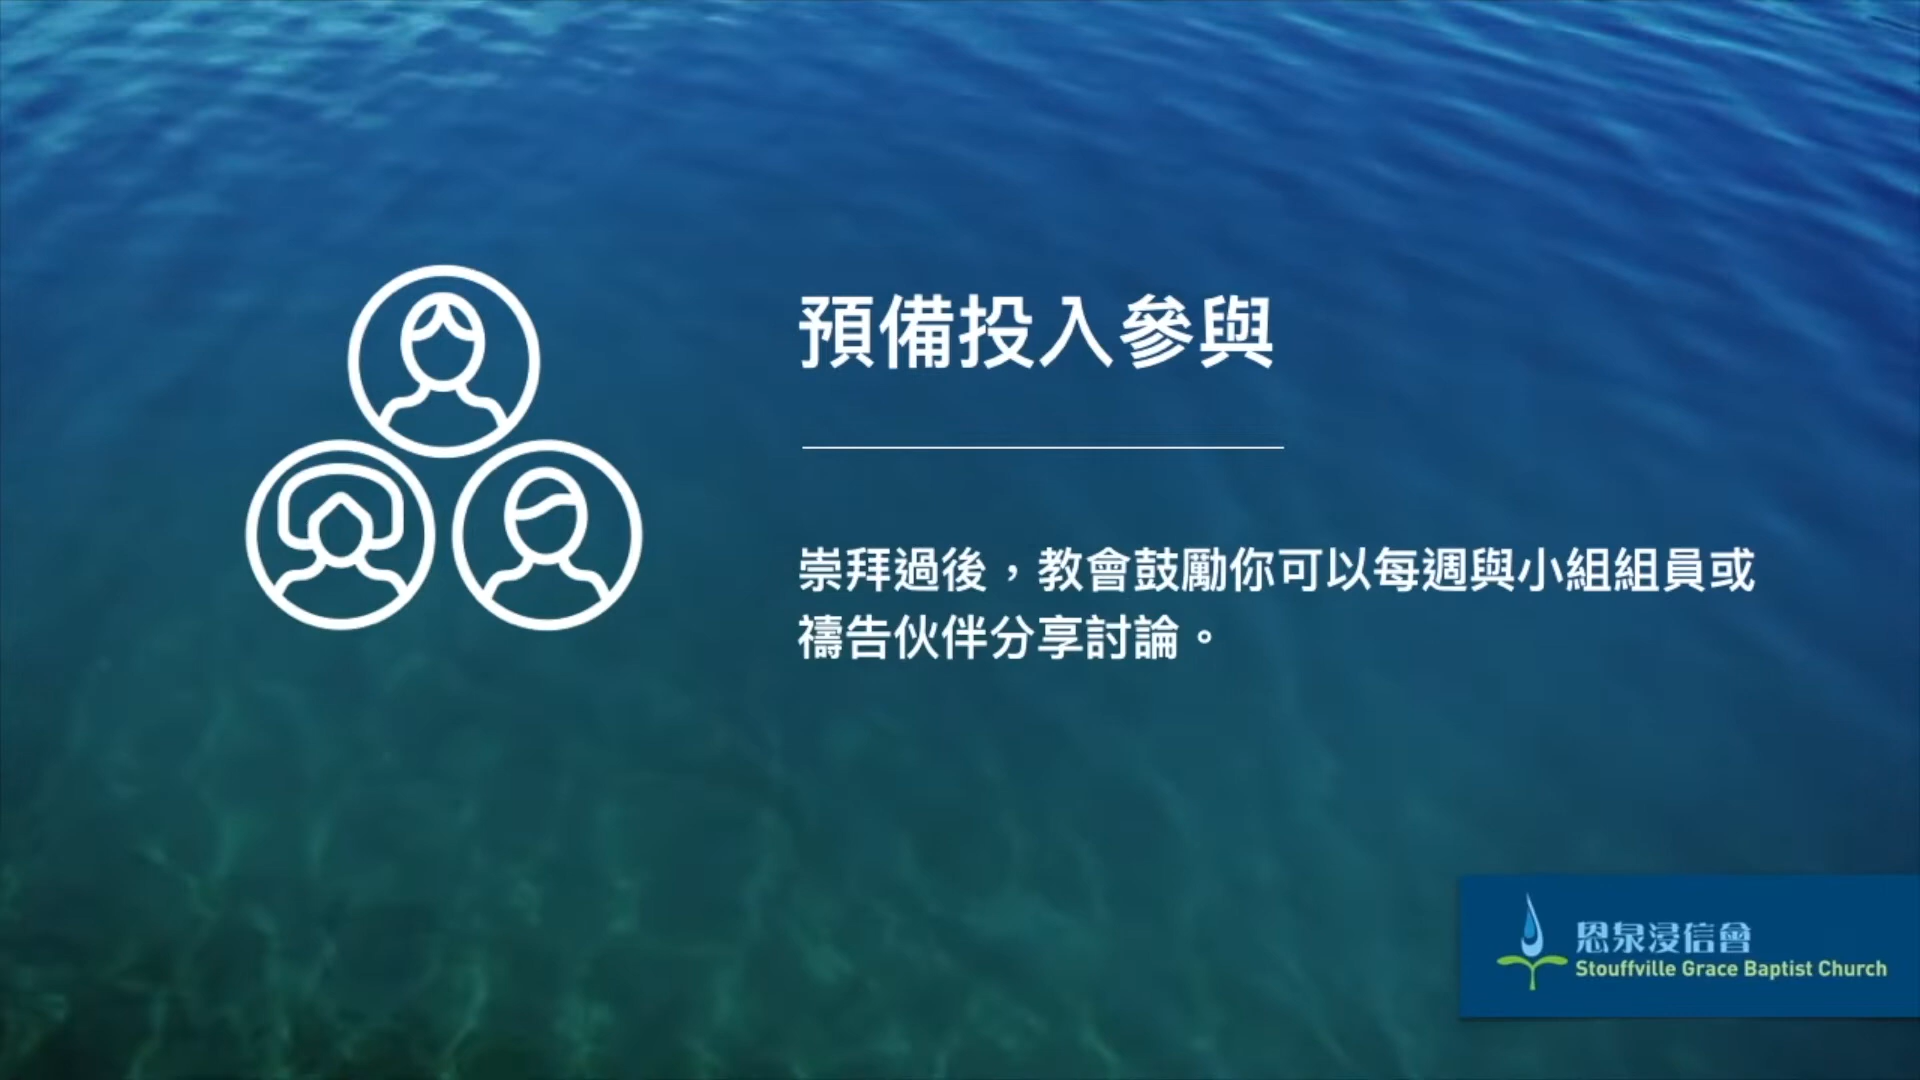 預備投入參與
崇拜過後，教會鼓勵你可以每週與小組組員或
禱告伙伴分享討論。
恩泉浸信會
Stouffville Grace Baptist Church